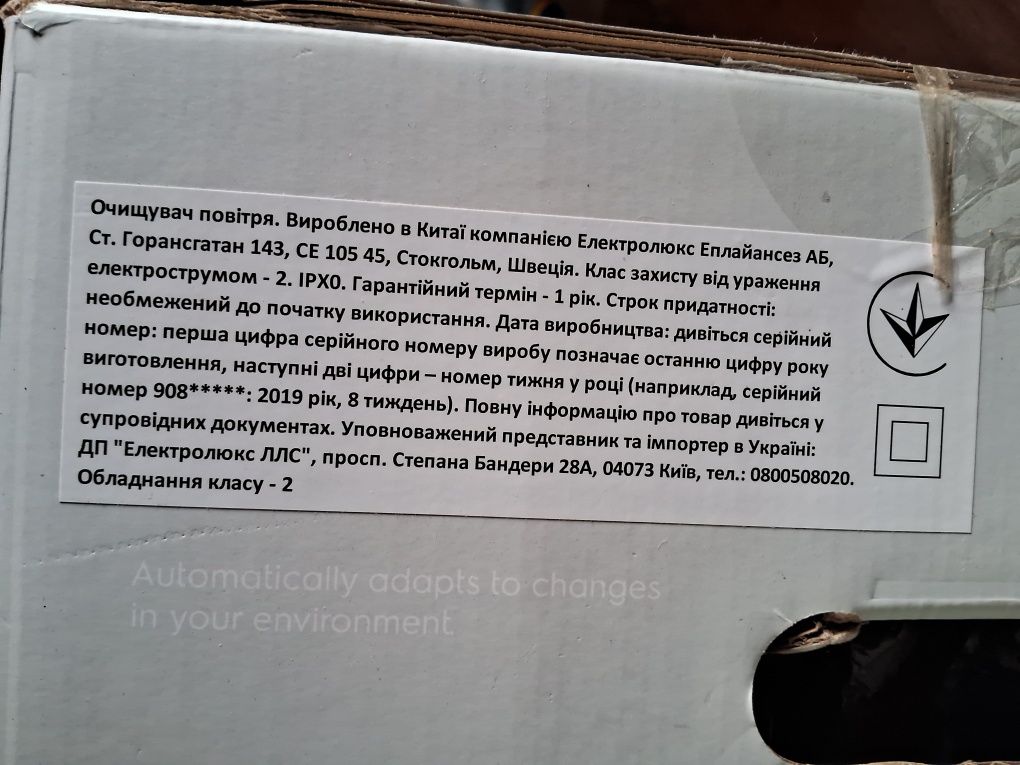 Очищувач повітря. Вироблено в Китаї компанією Електролюкс Еплайансез АБ,
Ст. Горансгатан 143, СЕ 105 45, Стокгольм, Швеція. Клас захисту від ураження
електрострумом - 2. IPX0. Гарантійний термін - 1 рік. Строк придатності:
необмежений до початку використання. Дата виробництва: дивіться серійний
номер: перша цифра серійного номеру виробу позначає останню цифру року
виготовлення, наступні дві цифри – номер тижня у році (наприклад, серійний
номер 908*****: 2019 рік, 8 тиждень). Повну інформацію про товар дивіться у
супровідних документах. Уповноважений представник та імпортер в Україні:
ДП "Електролюкс ЛЛС", просп. Степана Бандери 28А, 04073 Київ, тел.: 0800508020.
Обладнання класу - 2
Automatically adapts to changes
in your environment